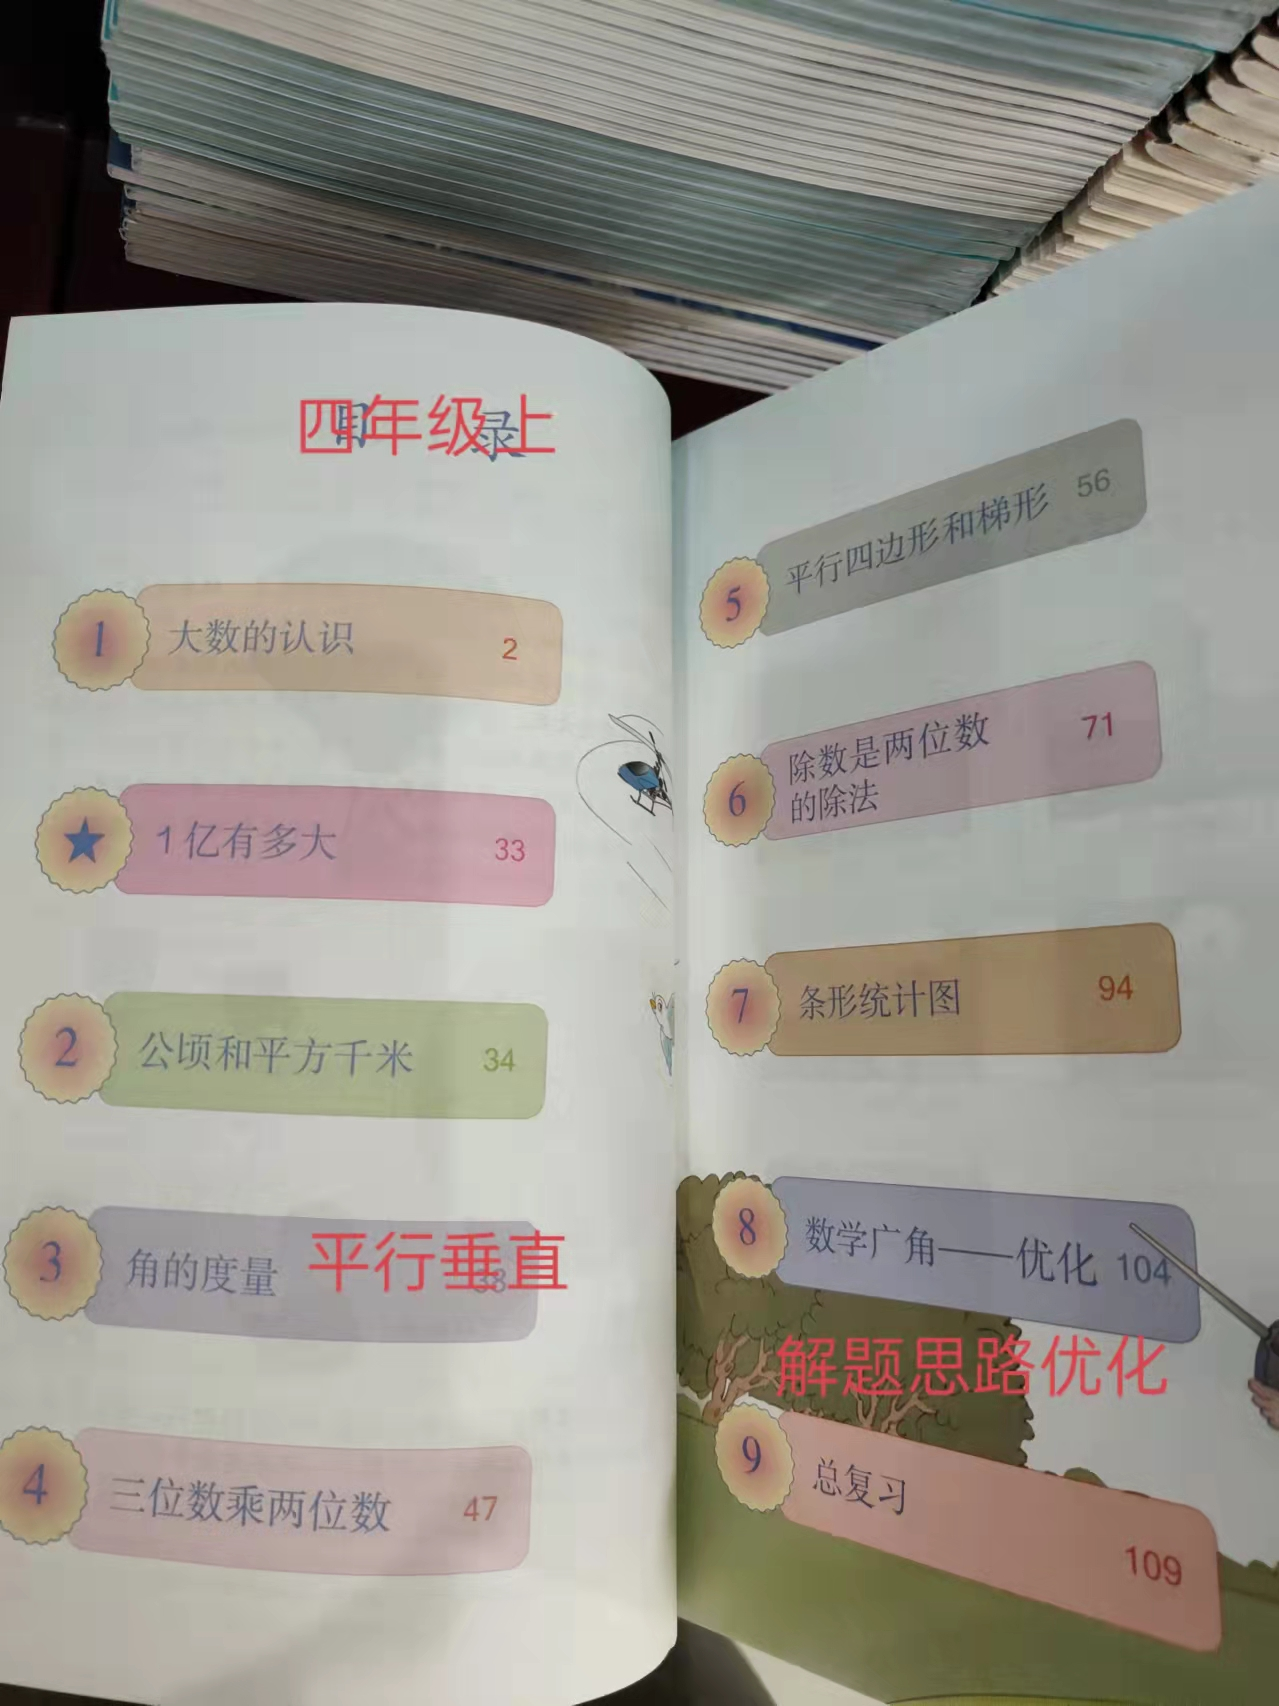 目录
四年级上
1 大数的认识 2
★ 1亿有多大 33
2 公顷和平方千米 34
3 角的度量 38
平行垂直
4 三位数乘两位数 47
5 平行四边形和梯形 56
6 除数是两位数 71
的除法
7 条形统计图 94
8 数学广角——优化 104
解题思路优化
9 总复习 109